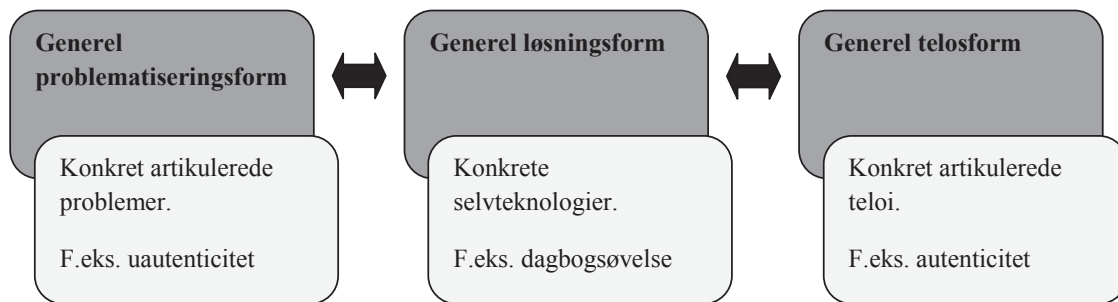 Generel
problematiseringsform
Konkret artikulerede
problemer.
F.eks. uautenticitet
Generel løsningsform
Konkrete
selvteknologier.
F.eks. dagbogsøvelse
Generel telosform
Konkret artikulerede
teloi.
F.eks. autenticitet